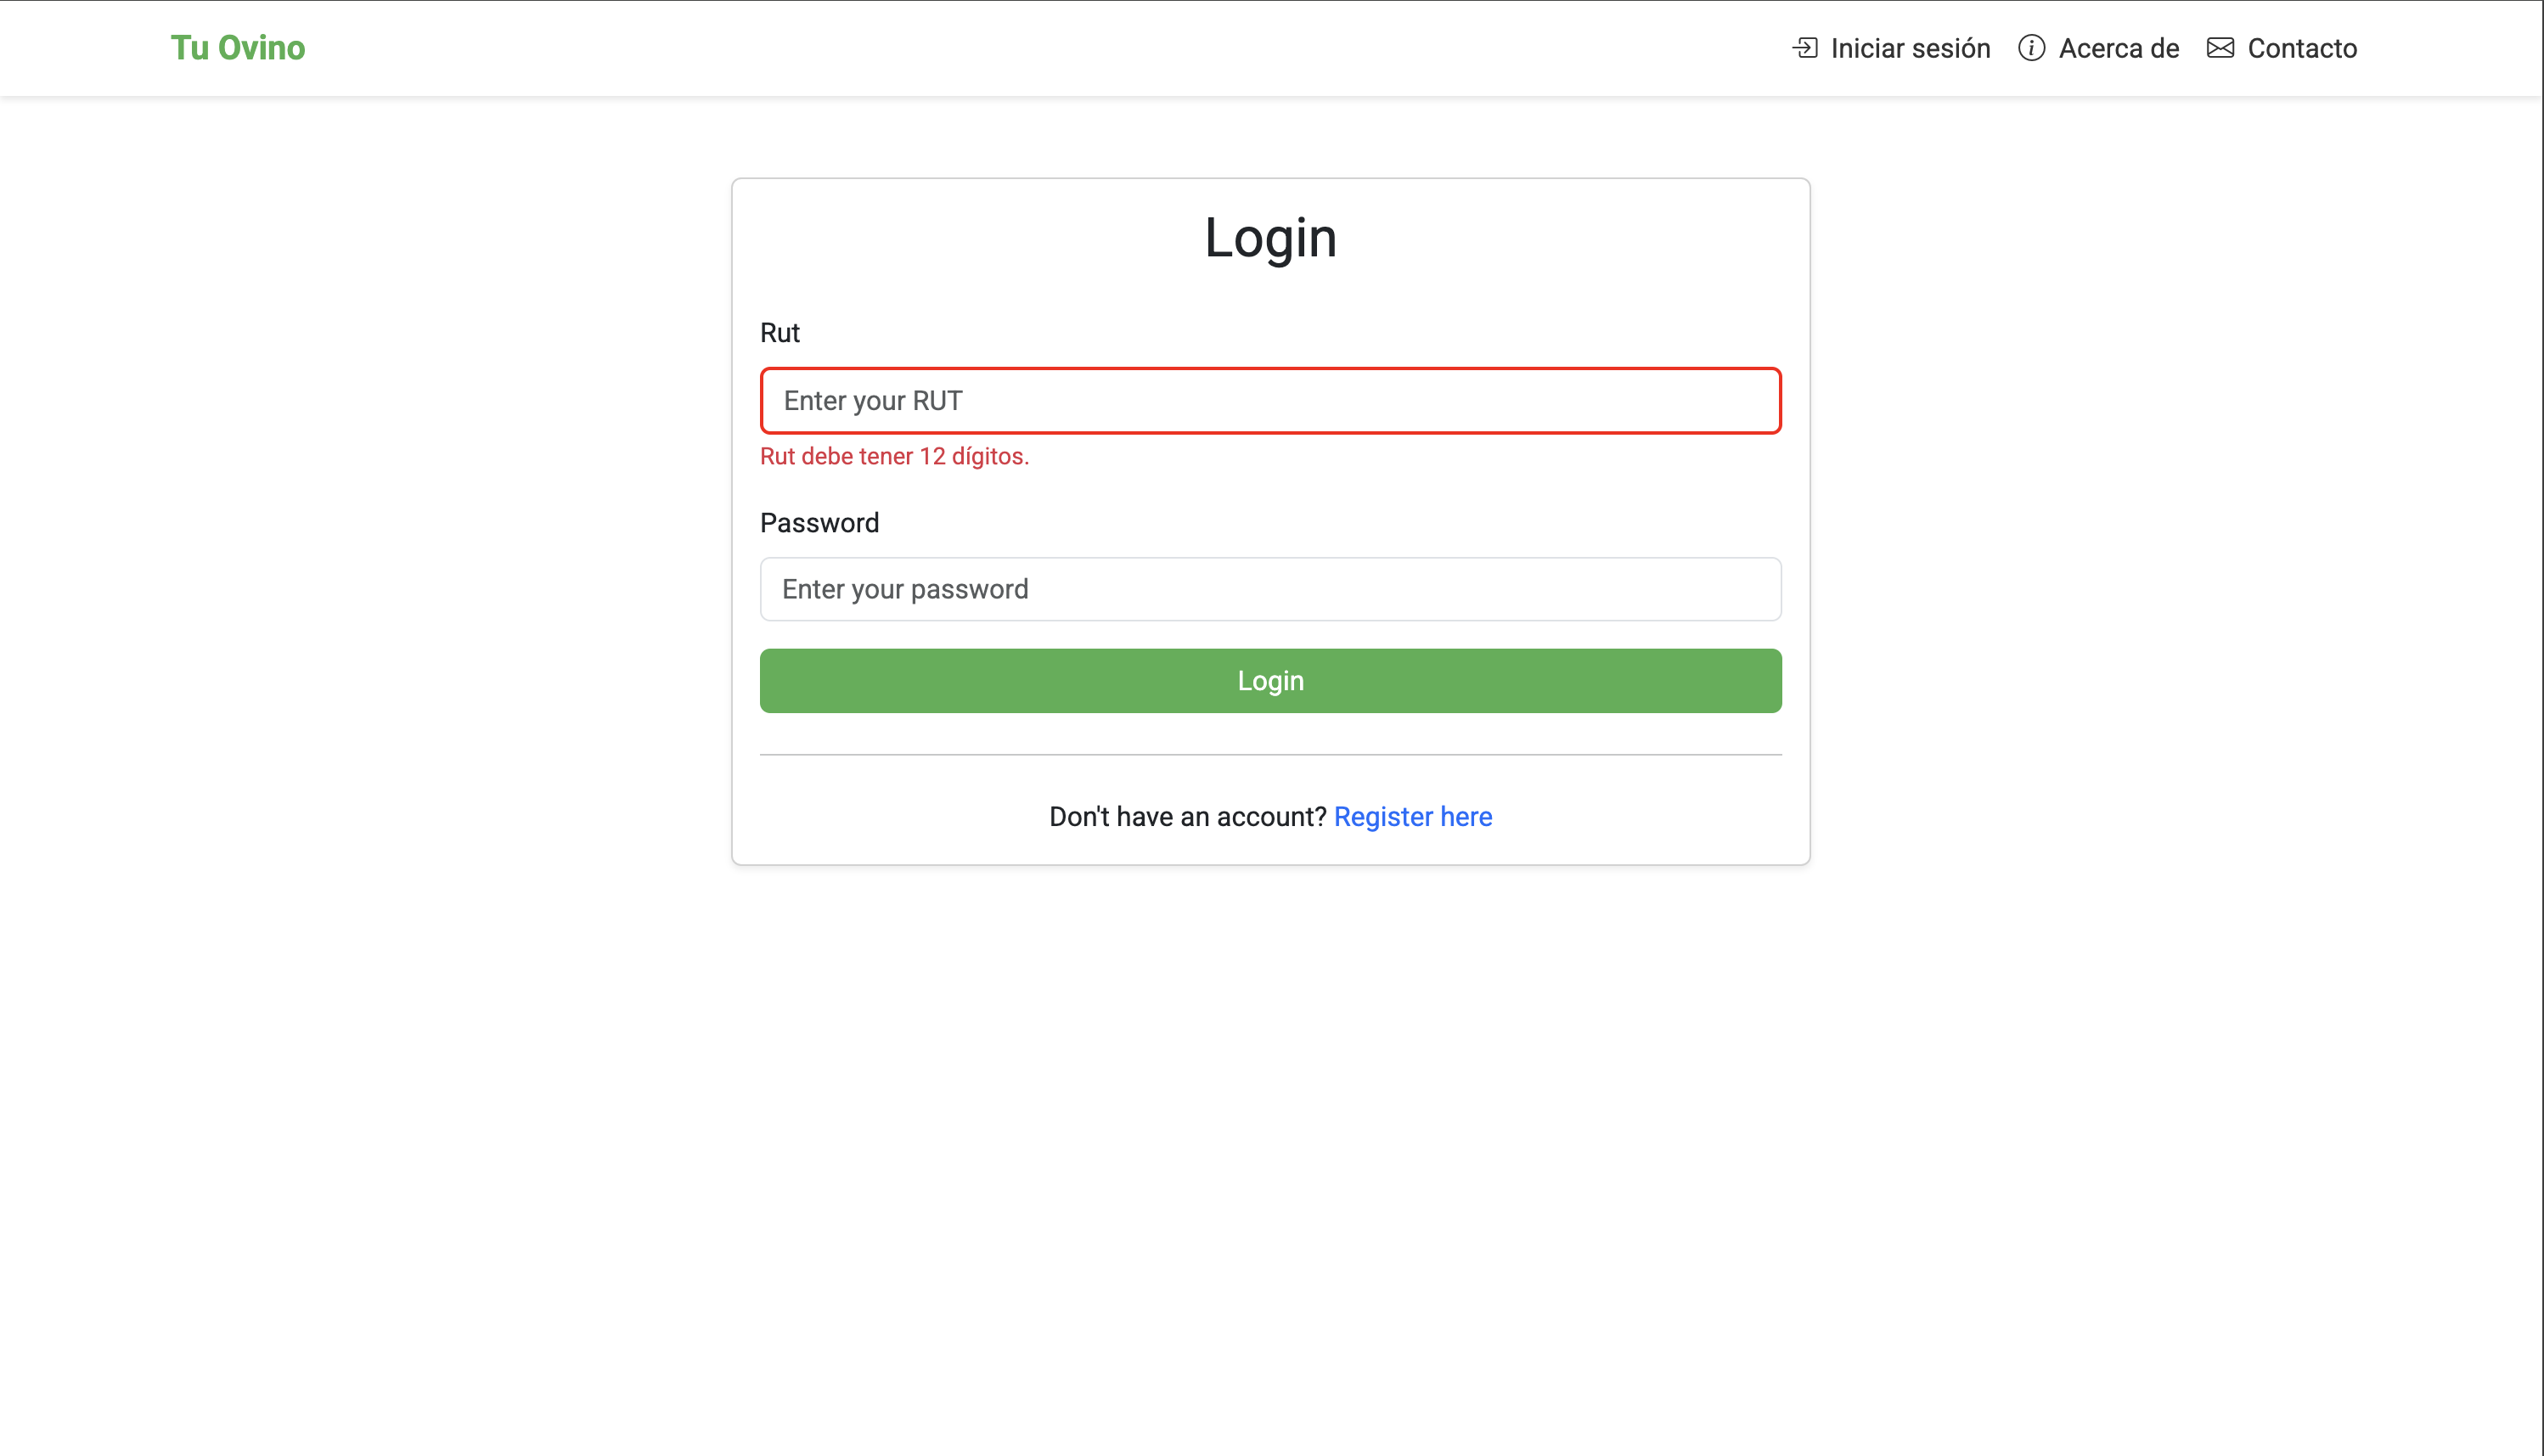 Tu Ovino
Iniciar sesión
Acerca de
Contacto
Login
Rut
Enter your RUT
Rut debe tener 12 dígitos.
Password
Enter your password
Login
Don't have an account? Register here